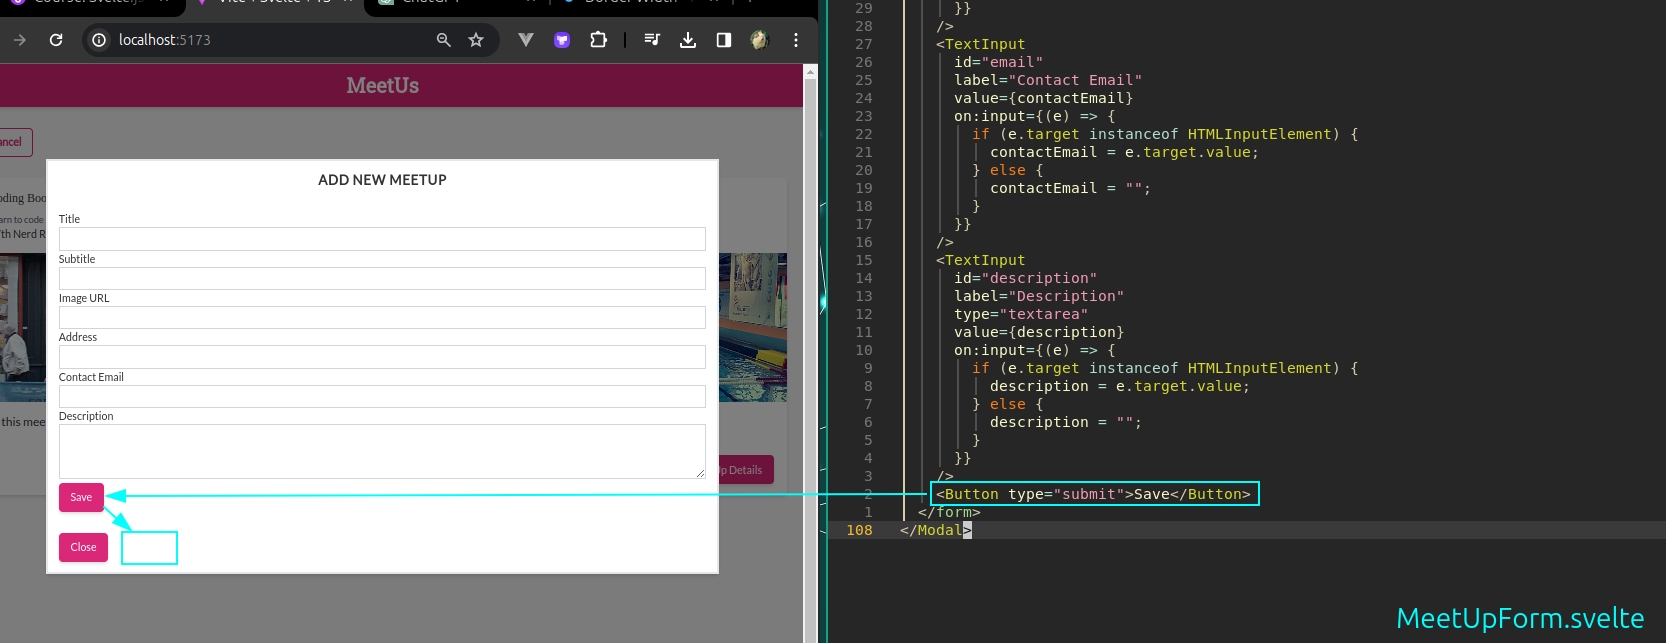 localhost:5173
MeetUs
ncel
ADD NEW MEETUP
Title
Subtitle
Image URL
Address
Contact Email
Description
Save
Close
oding Boo
arn to code
'th Nerd R
this mee
Up Details
29 }}
28 />
27 <TextInput
26 id="email"
25 label="Contact Email"
24 value={contactEmail}
23 on:input={(e) => {
22 if (e.target instanceof HTMLInputElement) {
21 contactEmail = e.target.value;
20 } else {
19 contactEmail = "";
18 }
17 }}
16 />
15 <TextInput
14 id="description"
13 label="Description"
12 type="textarea"
11 value={description}
10 on:input={(e) => {
9 if (e.target instanceof HTMLInputElement) {
8 description = e.target.value;
7 } else {
6 description = "";
5 }
4 }}
3 />
2 <Button type="submit">Save</Button>
1 </form>
108 </Modal>
MeetUpForm.svelte